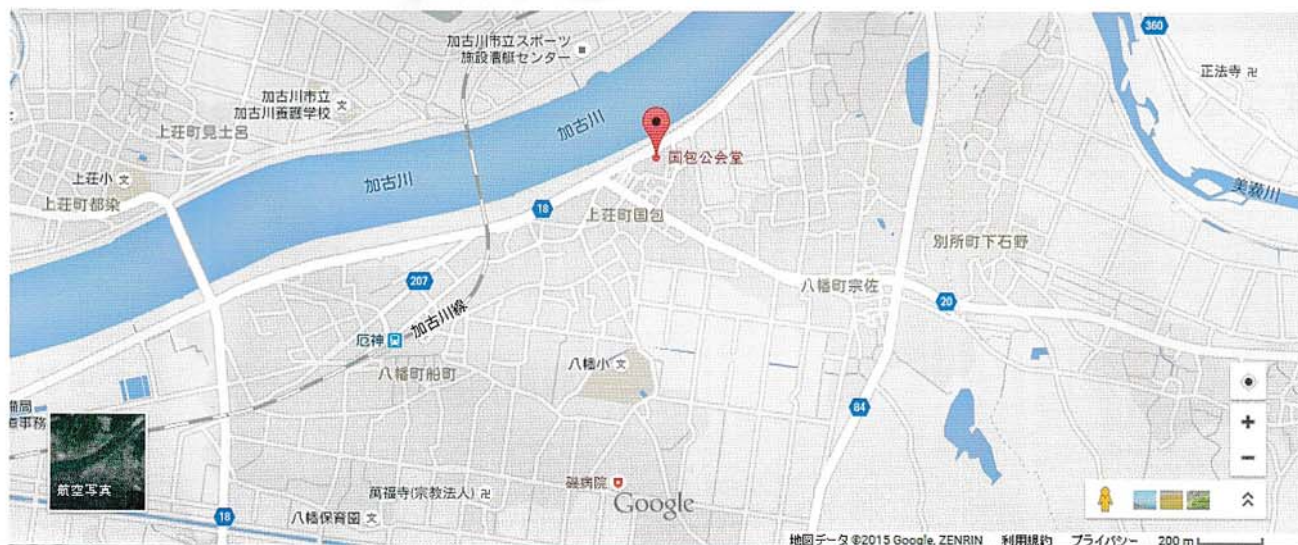 加古川市立スポーツ
施設漕艇センター
360
正法寺
加古川市立
加古川養護学校
上荘町見土呂
加古川
国包公会堂
上荘小
上荘町都染
加古川
18
上荘町国包
美嚢川
別所町下石野
207
八幡町宗佐
20
加古川線
厄神
八幡小
八幡町船町
84
航空写真
磯病院
萬福寺(宗教法人)
Google
18
八幡保育園
地図データ ©2015 Google, ZENRIN 利用規約 プライバシー 200 m